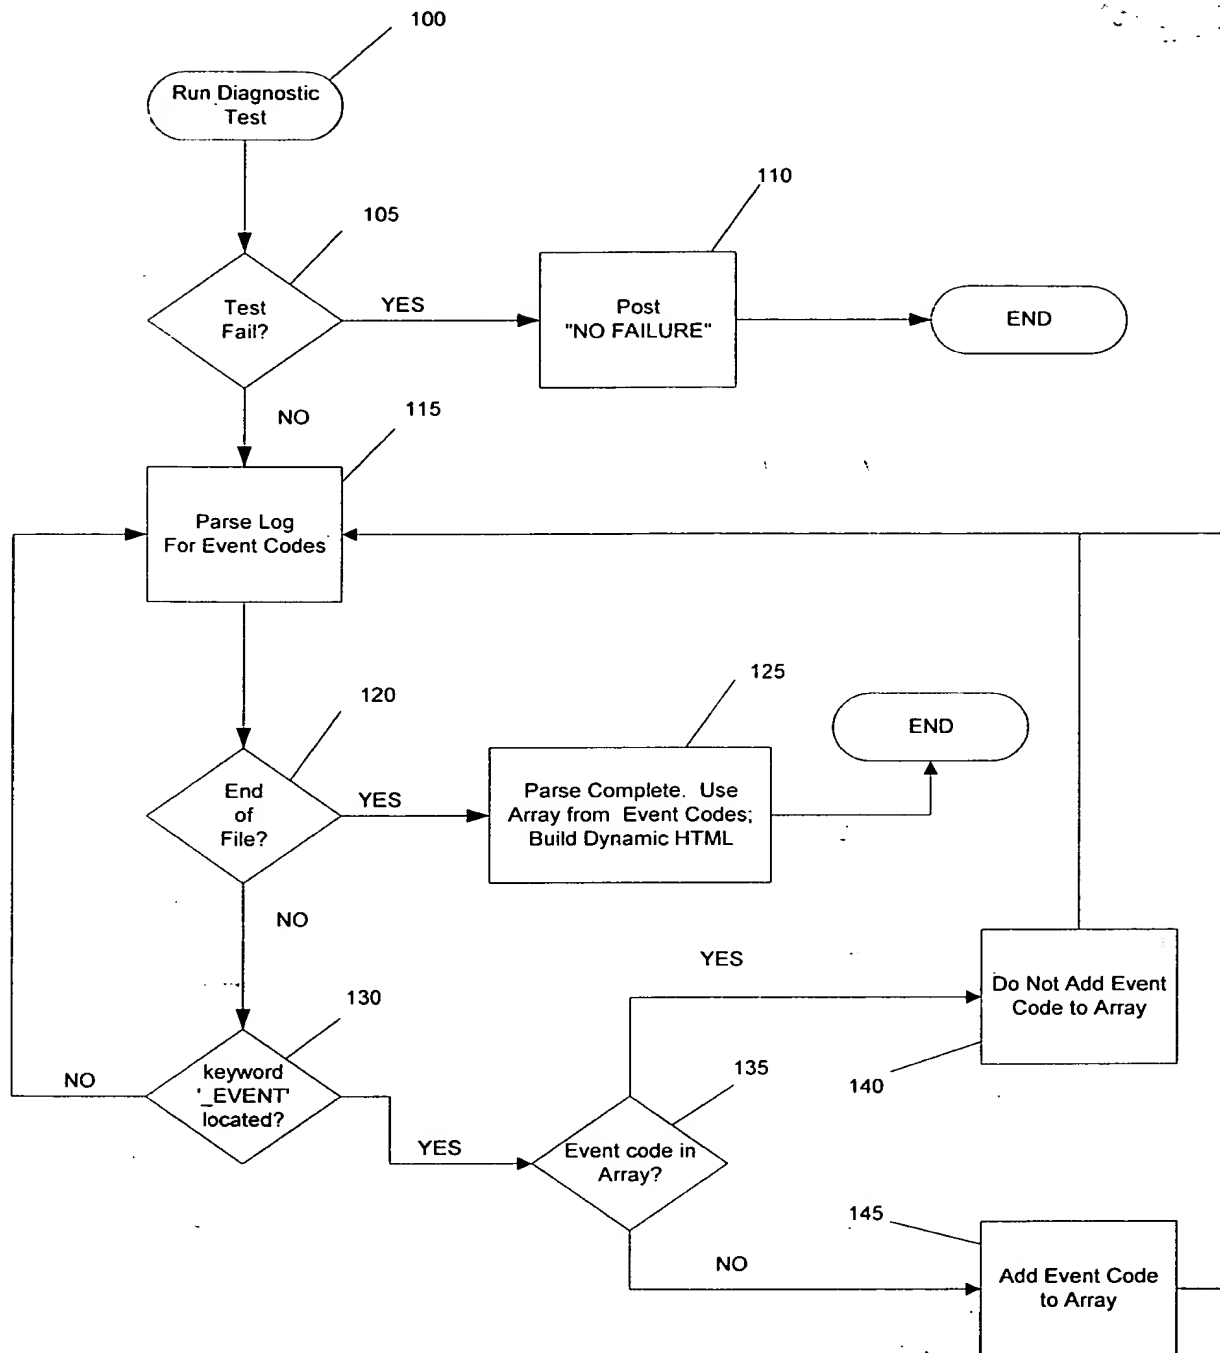 100
Run Diagnostic
Test
110
105
Test
Fail?
YES
Post
"NO FAILURE"
END
NO
115
Parse Log
For Event Codes
125
120
END
End
of
File?
YES
Parse Complete. Use
Array from Event Codes;
Build Dynamic HTML
NO
YES
Do Not Add Event
Code to Array
130
135
140
NO
keyword
'_EVENT'
located?
YES
Event code in
Array?
145
NO
Add Event Code
to Array